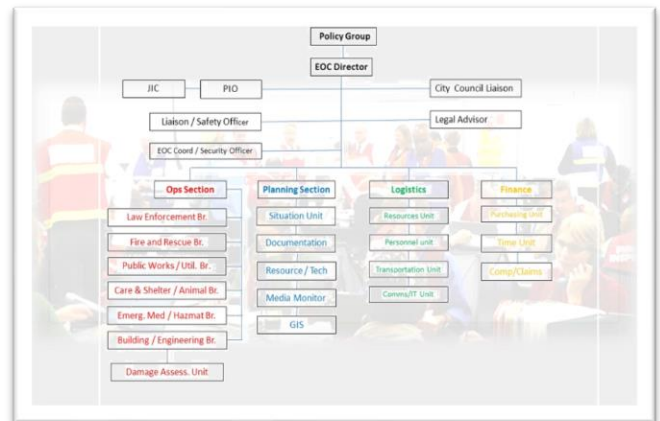 Policy Group
EOC Director
JIC
PIO
City Council Liaison
Liaison / Safety Officer
Legal Advisor
EOC Coord / Security Officer
Ops Section
Law Enforcement Br.
Fire and Rescue Br.
Public Works / Util. Br.
Care & Shelter / Animal Br.
Emerg. Med / Hazmat Br.
Building / Engineering Br.
Damage Assess. Unit
Planning Section
Situation Unit
Documentation
Resource / Tech
Media Monitor
GIS
Logistics
Resources Unit
Personnel unit
Transportation Unit
Comms/IT Unit
Finance
Purchasing Unit
Time Unit
Comp/Claims